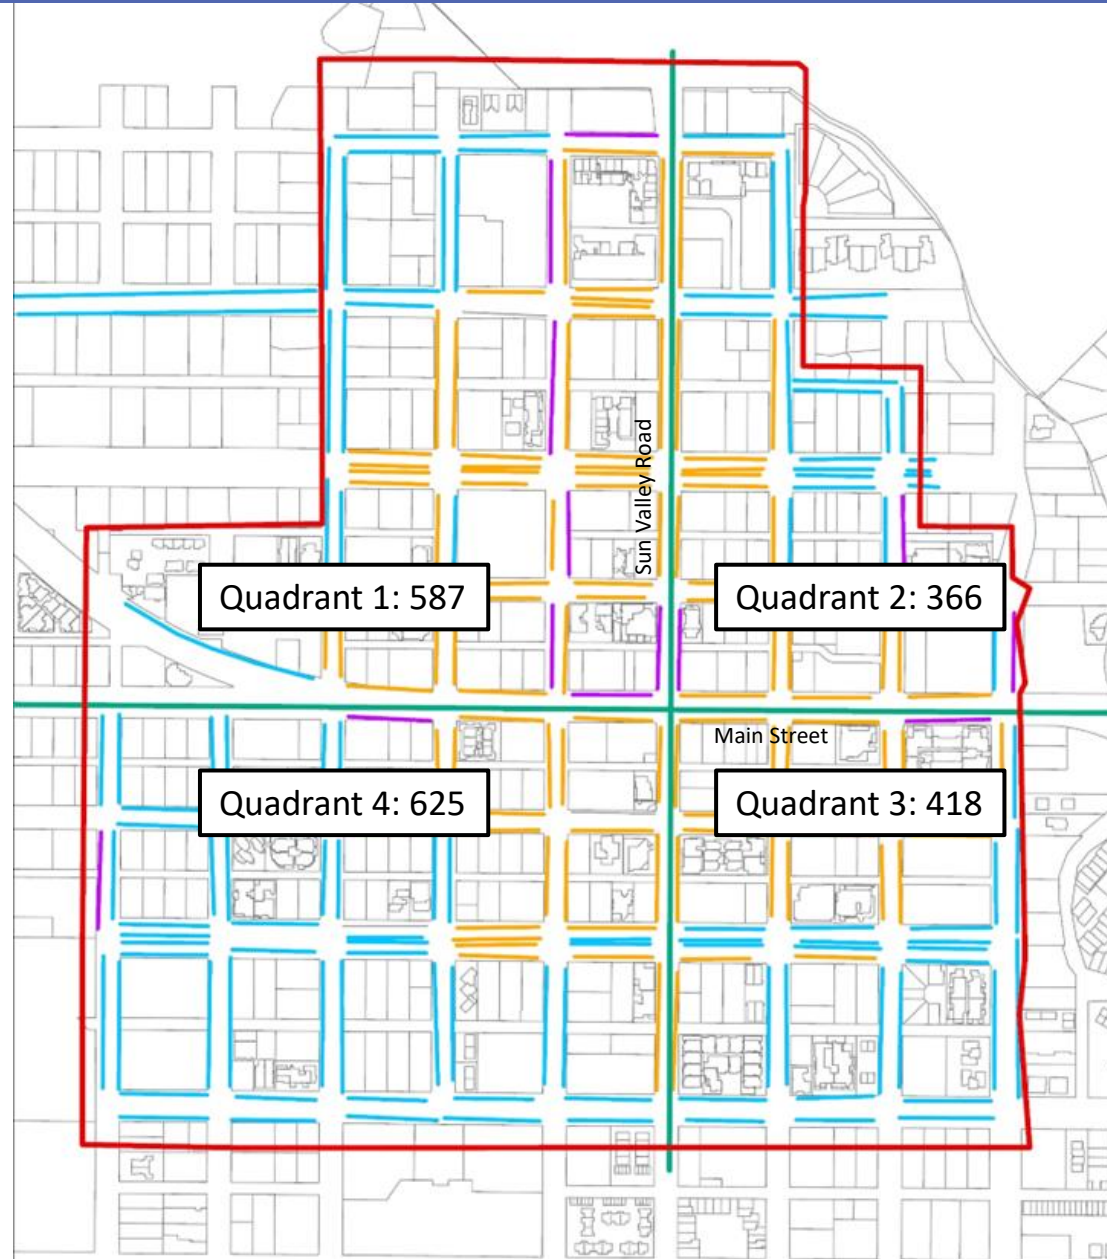 Sun Valley Road
Quadrant 1: 587
Quadrant 2: 366
Main Street
Quadrant 4: 625
Quadrant 3: 418